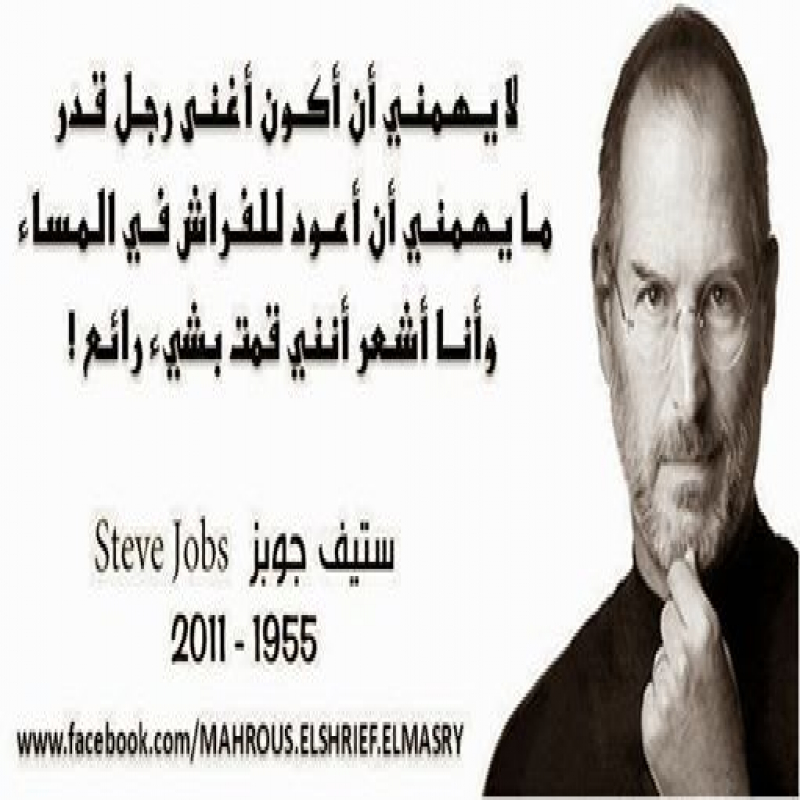 لا يهمني أن أكون أغنى رجل قدر
ما يهمني أن أعود للفراش في المساء
وأنا أشعر أنني قمت بشيء رائع !
ستيف جوبز Steve Jobs
2011 - 1955
www.facebook.com/MAHROUS.ELSHRIEF.ELMASRY